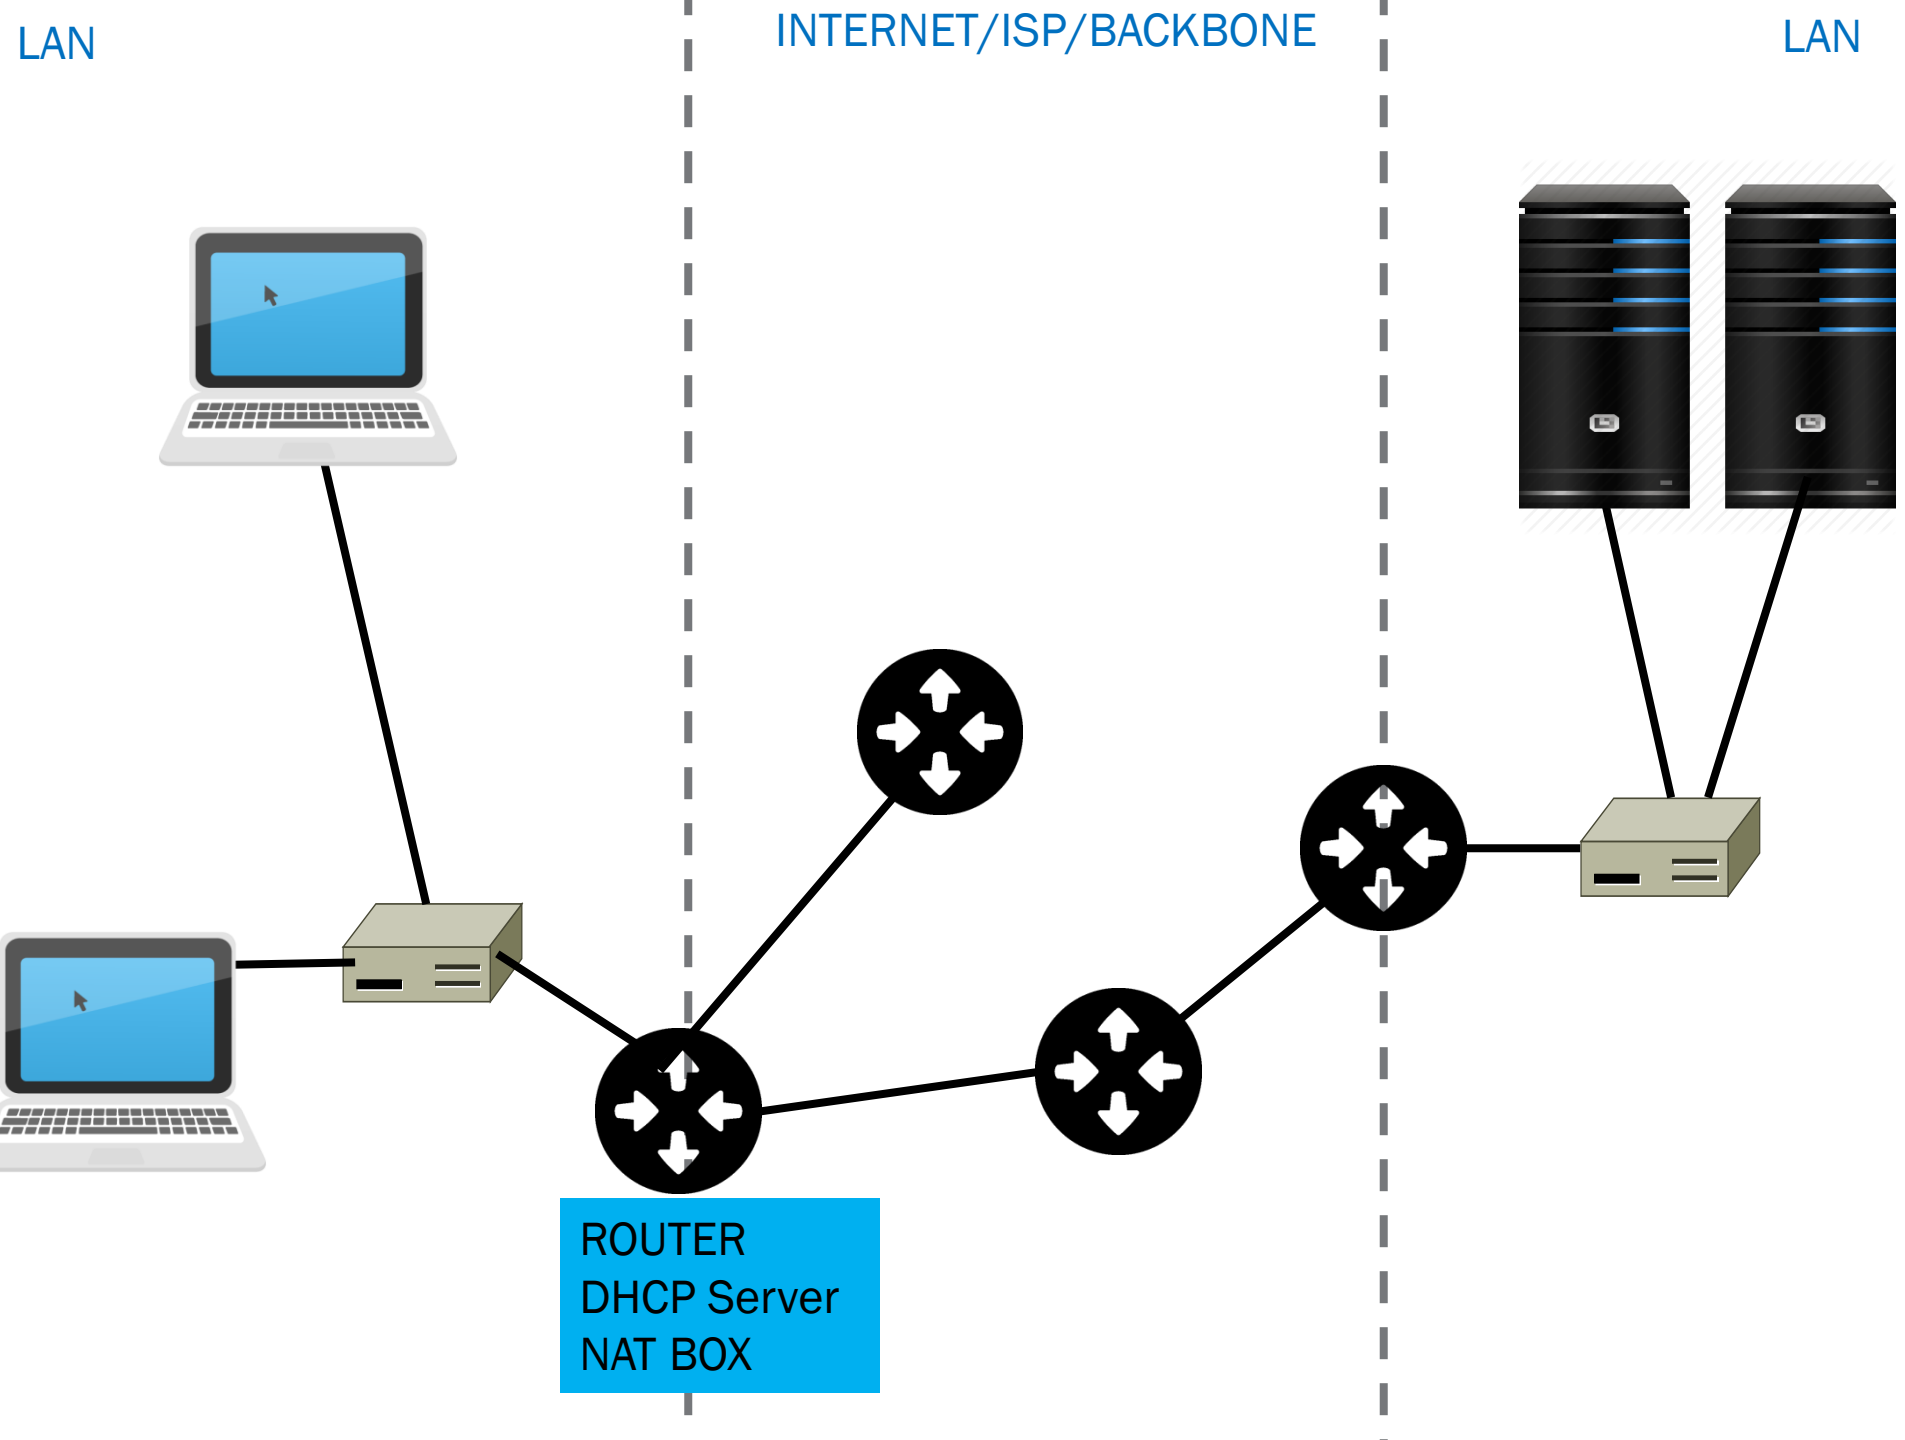 LAN
INTERNET/ISP/BACKBONE
LAN
ROUTER
DHCP Server
NAT BOX